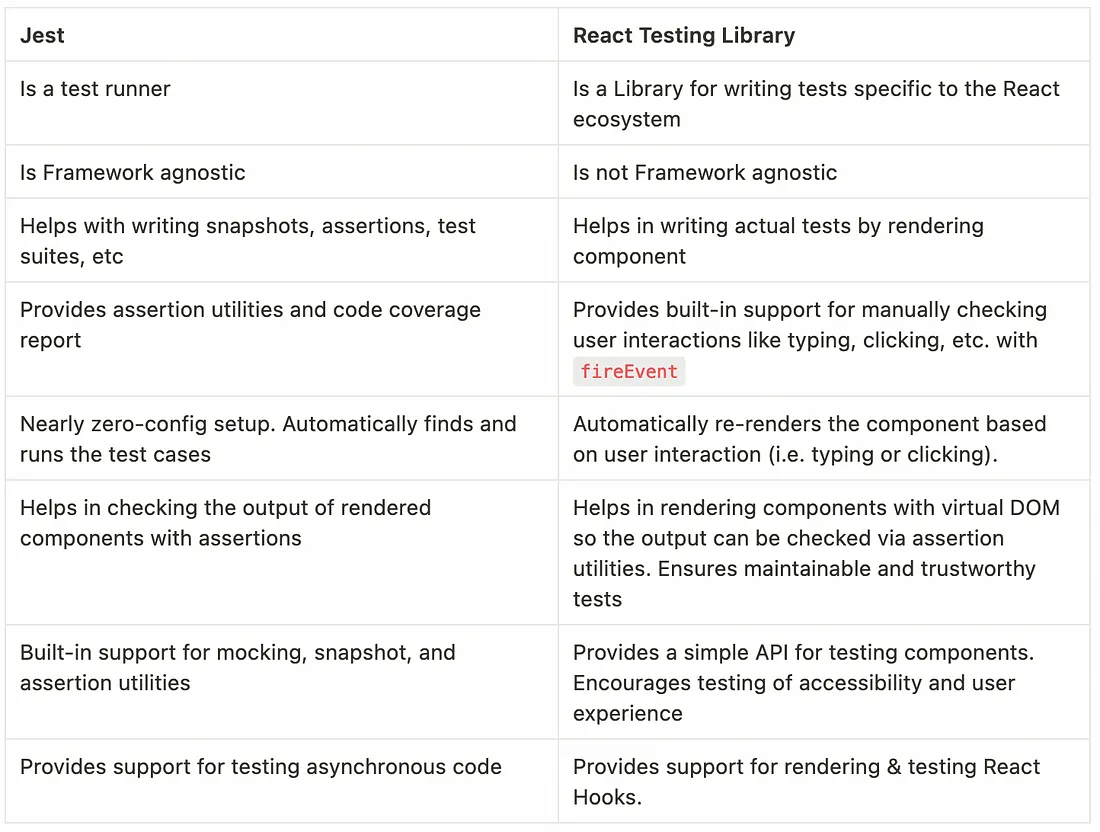 Jest
React Testing Library
Is a test runner
Is a Library for writing tests specific to the React
ecosystem
Is Framework agnostic
Is not Framework agnostic
Helps with writing snapshots, assertions, test
suites, etc
Helps in writing actual tests by rendering
component
Provides assertion utilities and code coverage
report
Provides built-in support for manually checking
user interactions like typing, clicking, etc. with
fireEvent
Nearly zero-config setup. Automatically finds and
runs the test cases
Automatically re-renders the component based
on user interaction (i.e. typing or clicking).
Helps in checking the output of rendered
components with assertions
Helps in rendering components with virtual DOM
so the output can be checked via assertion
utilities. Ensures maintainable and trustworthy
tests
Built-in support for mocking, snapshot, and
assertion utilities
Provides a simple API for testing components.
Encourages testing of accessibility and user
experience
Provides support for testing asynchronous code
Provides support for rendering & testing React
Hooks.